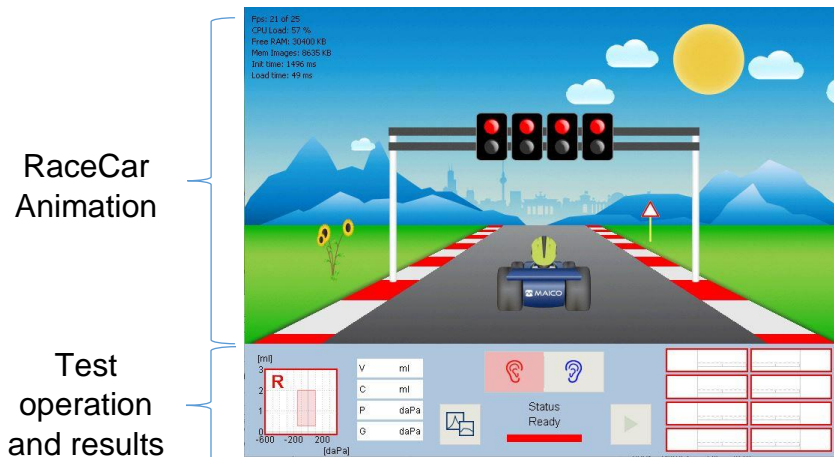 Fps: 21 of 25
CPU Load: 57 %
Free RAM: 30400 KB
Mem Images: 8635 KB
Init time: 1496 ms
Load time: 49 ms
RaceCar
Animation
MAICO
Test
operation
and results
[ml]
3
2
1
0
R
-600 -200 200
[daPa]
V ml
C ml
P daPa
G daPa
Status
Ready